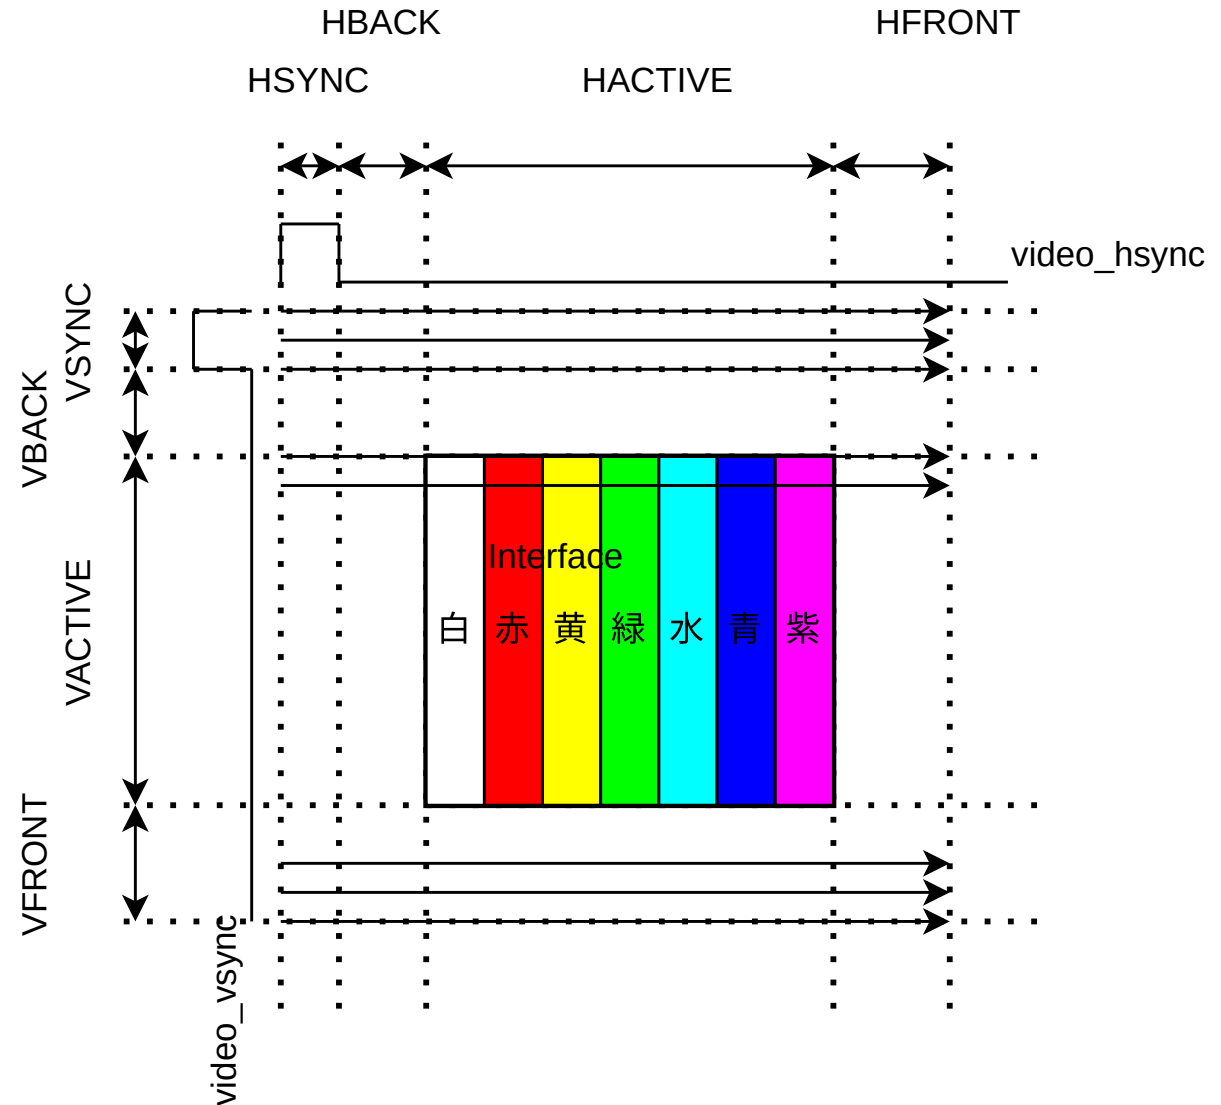 HBACK
HFRONT
HSYNC
HACTIVE
video_hsync
VSYNC
VBACK
Interface
白 赤 黄 緑 水 青 紫
VACTIVE
VFRONT
video_vsync